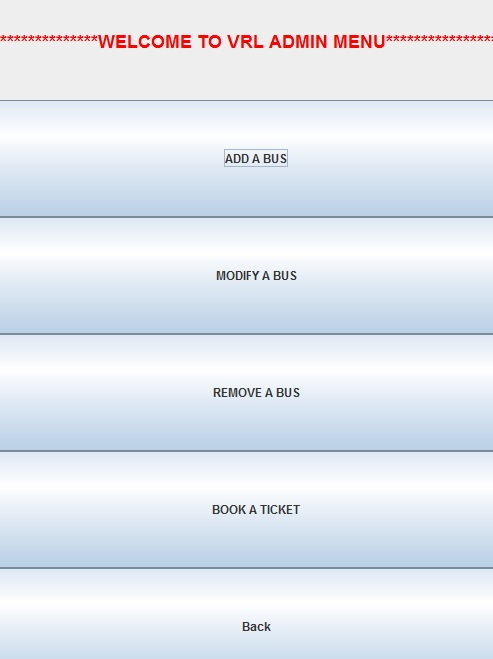 **************WELCOME TO VRL ADMIN MENU****************
ADD A BUS
MODIFY A BUS
REMOVE A BUS
BOOK A TICKET
Back